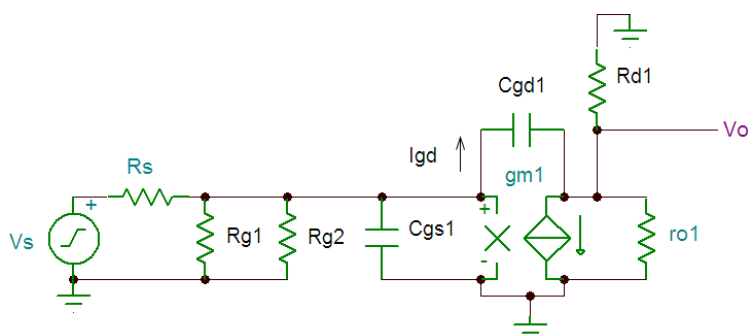 Rd1
Cgd1
Vo
Igd
gm1
Rs
+
+
Vs
Rg1
Rg2
Cgs1
-
ro1